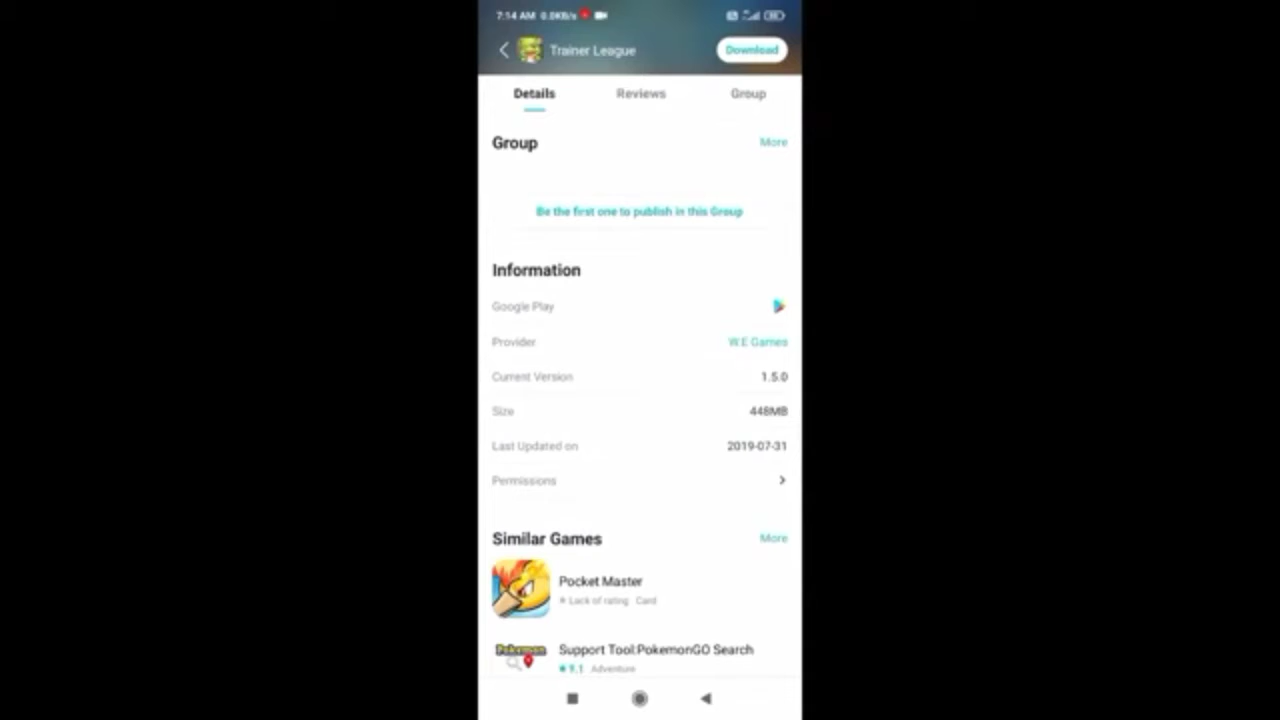 7:14 AM 0.0KB/s
Trainer League
Download
Details Reviews Group
Group More
Be the first one to publish in this Group
Information
Google Play
Provider W.E Games
Current Version 1.5.0
Size 448MB
Last Updated on 2019-07-31
Permissions
Similar Games More
Pocket Master
Lack of rating Card
Pokemon
Support Tool:PokemonGO Search
9.1 Adventure